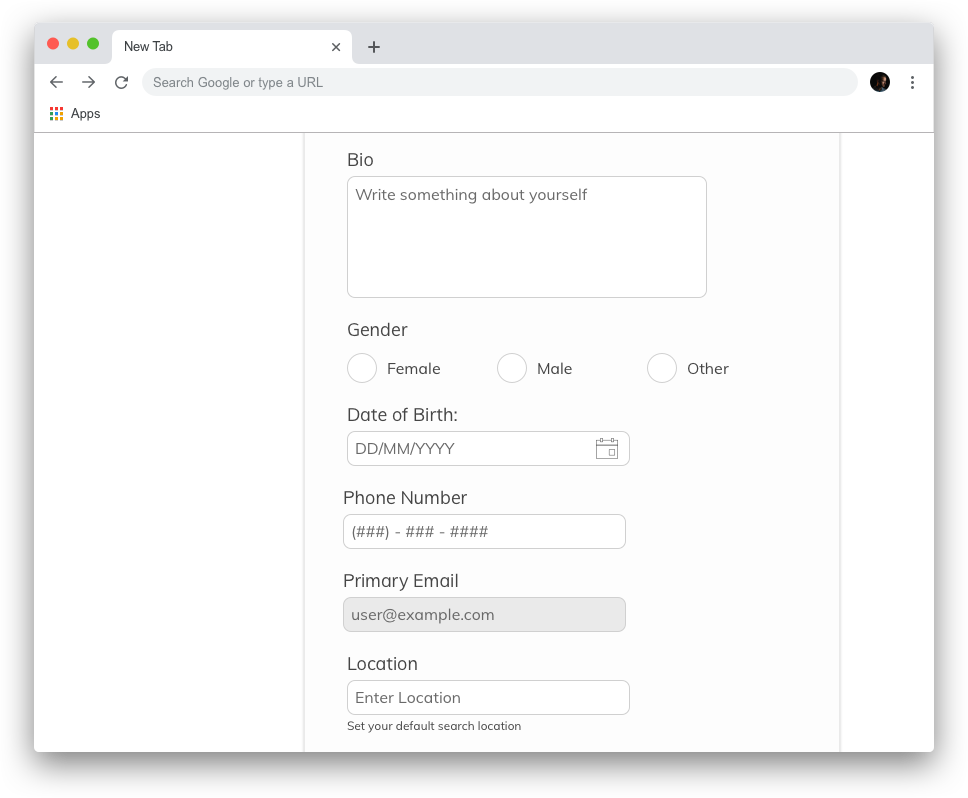 New Tab
Search Google or type a URL
Apps
Bio
Write something about yourself
Gender
Female Male Other
Date of Birth:
DD/MM/YYYY
Phone Number
(###) - ### - ####
Primary Email
user@example.com
Location
Enter Location
Set your default search location